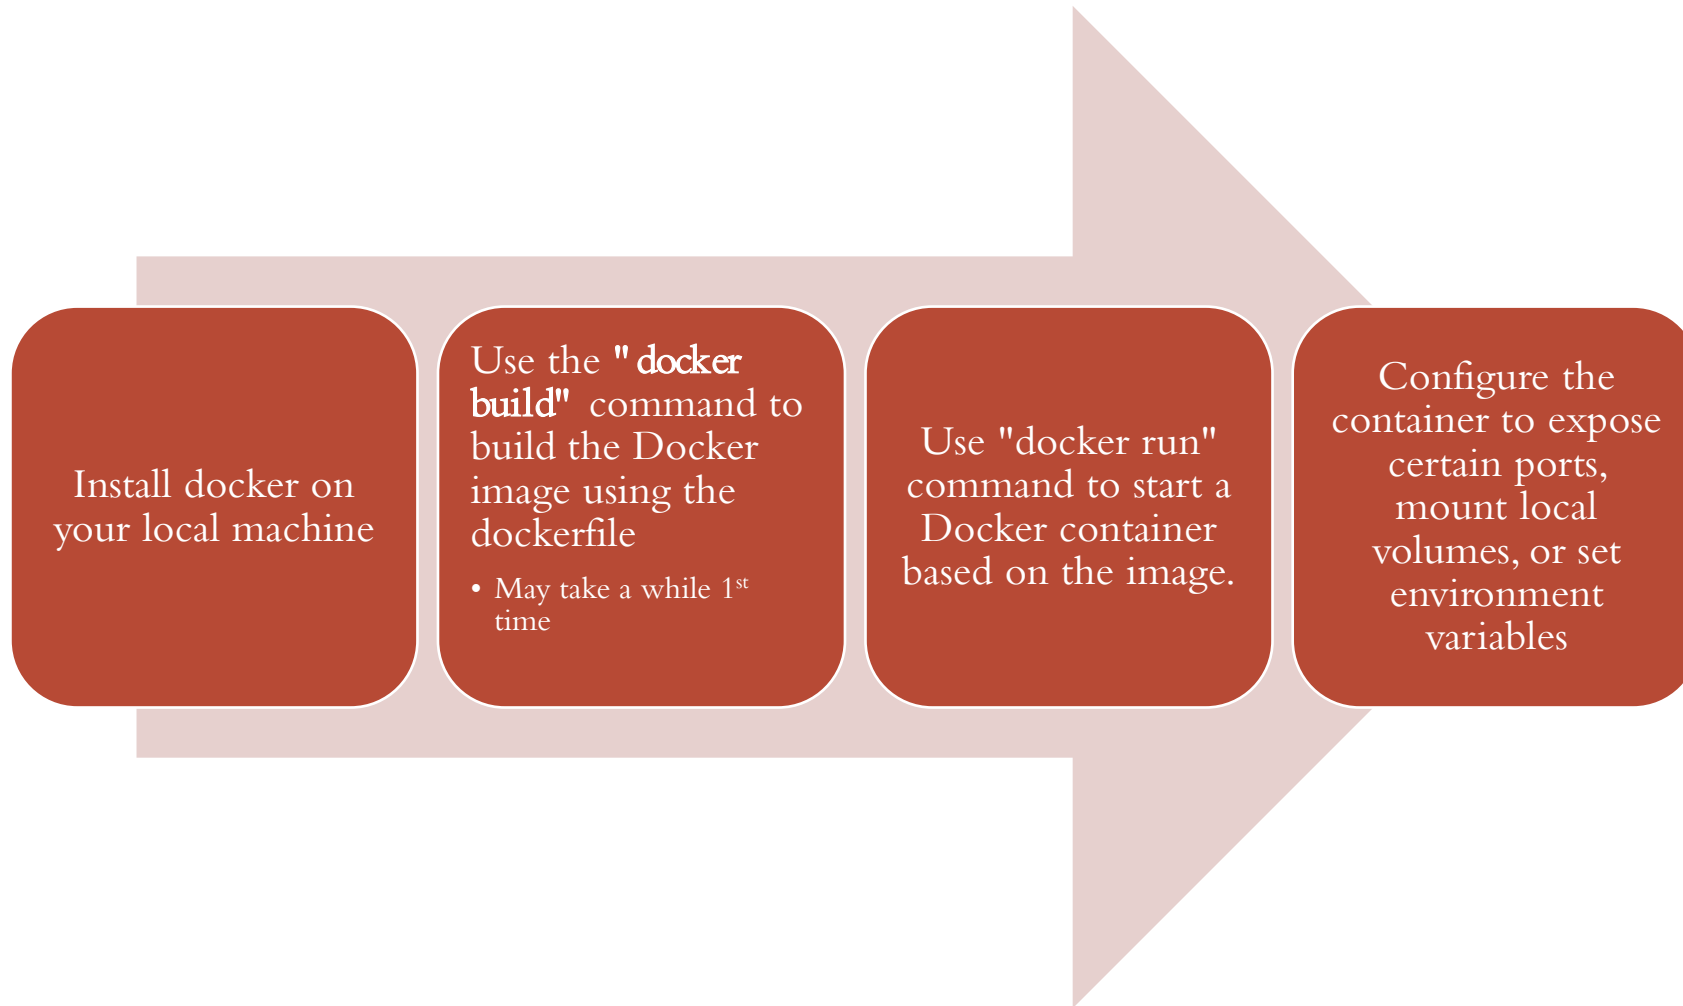 Install docker on
your local machine
Use the "docker
build" command to
build the Docker
image using the
dockerfile
• May take a while 1st
time
Use "docker run"
command to start a
Docker container
based on the image.
Configure the
container to expose
certain ports,
mount local
volumes, or set
environment
variables